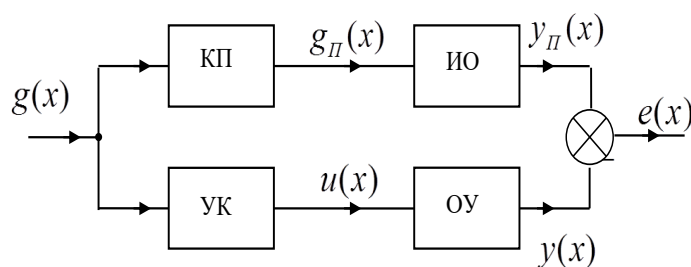 КП
g_П(x)
ИО
y_П(x)
g(x)
e(x)
УК
u(x)
ОУ
y(x)